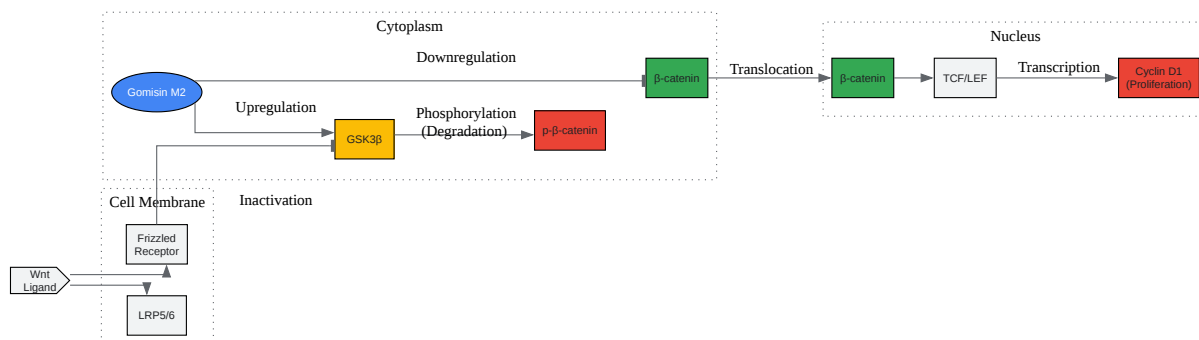 Cytoplasm
Nucleus
Downregulation
Gomisin M2
β-catenin
Translocation
β-catenin
TCF/LEF
Transcription
Cyclin D1
(Proliferation)
Upregulation
GSK3β
Phosphorylation
(Degradation)
p-β-catenin
Cell Membrane
Inactivation
Frizzled
Receptor
Wnt
Ligand
LRP5/6